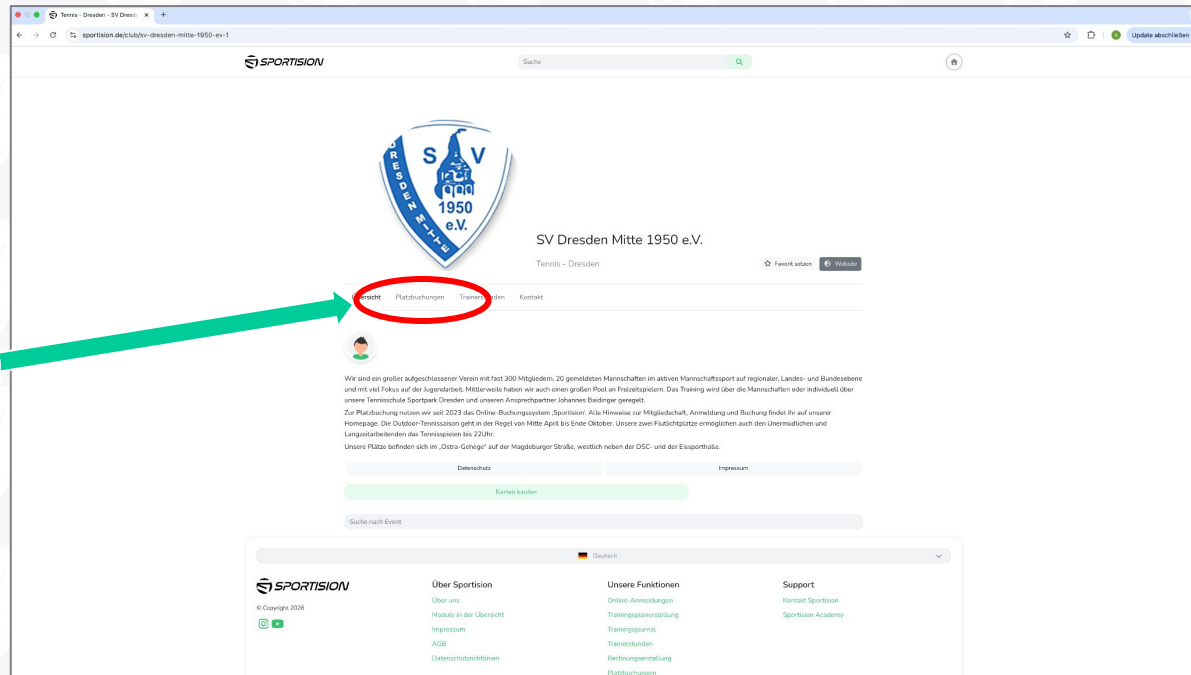 Tennis - Dresden - SV Dresd
sportision.de/club/sv-dresden-mitte-1950-ev-1
Update abschließen
SPORTISION
Suche
DRESDEN MITTE
S V
1950
e.V.
SV Dresden Mitte 1950 e.V.
Tennis - Dresden
Favorit setzen
Website
Übersicht Platzbuchungen Trainerstunden Kontakt
Wir sind ein großer aufgeschlossener Verein mit fast 300 Mitgliedern, 20 gemeldeten Mannschaften im aktiven Mannschaftssport auf regionaler, Landes- und Bundesebene
und mit viel Fokus auf der Jugendarbeit. Mittlerweile haben wir auch einen großen Pool an Freizeitspielern. Das Training wird über die Mannschaften oder individuell über
unsere Tennisschule Sportpark Dresden und unseren Ansprechpartner Johannes Baidinger geregelt.
Zur Platzbuchung nutzen wir seit 2023 das Online-Buchungssystem ‚Sportision'. Alle Hinweise zur Mitgliedschaft, Anmeldung und Buchung findet ihr auf unserer
Homepage. Die Outdoor-Tennissaison geht in der Regel von Mitte April bis Ende Oktober. Unsere zwei Flutlichtplätze ermöglichen auch den Unermüdlichen und
Langzeitarbeitenden das Tennisspielen bis 22Uhr.
Unsere Plätze befinden sich im „Ostra-Gehege" auf der Magdeburger Straße, westlich neben der DSC- und der Eissporthalle.
Datenschutz Impressum
Karten kaufen
Suche nach Event
Deutsch
SPORTISION
© Copyright 2026
Über Sportision
Über uns
Module in der Übersicht
Impressum
AGB
Datenschutzrichtlinien
Unsere Funktionen
Online-Anmeldungen
Trainingsplanerstellung
Trainingsjournal
Trainerstunden
Rechnungserstellung
Platzbuchungen
Support
Kontakt Sportision
Sportision Academy